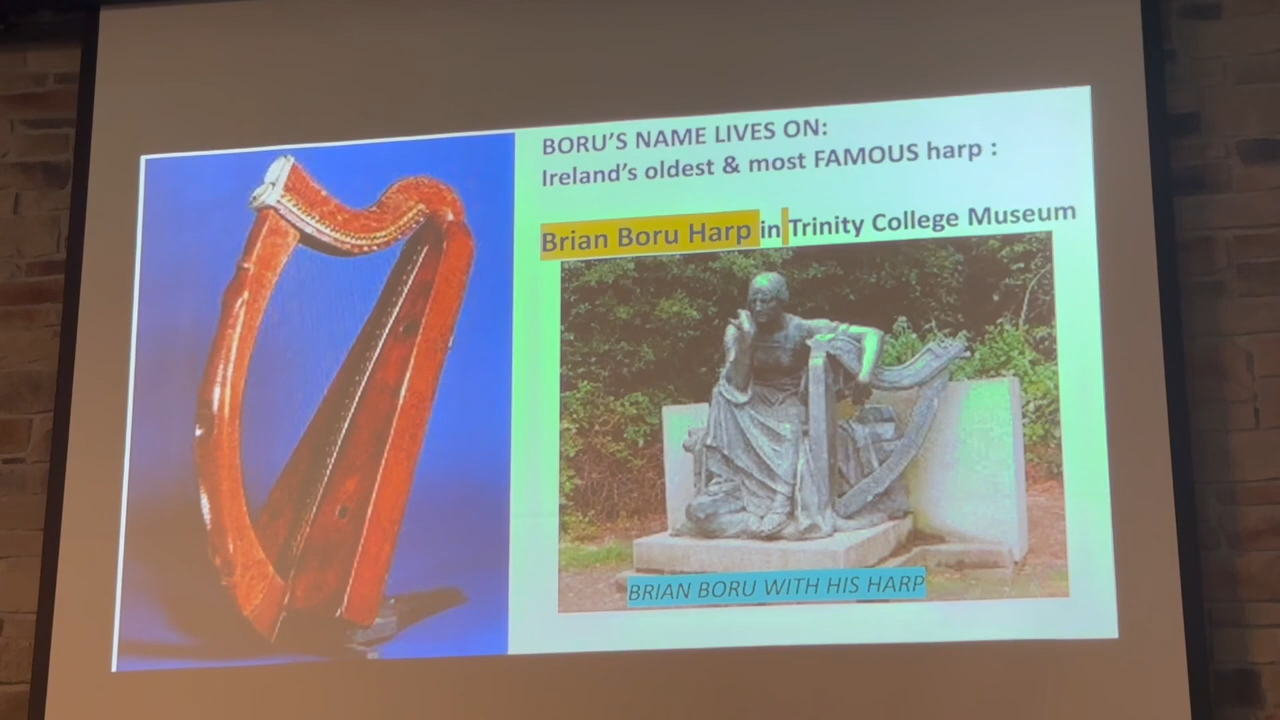 BORU'S NAME LIVES ON:
Ireland's oldest & most FAMOUS harp :
Brian Boru Harp in Trinity College Museum
BRIAN BORU WITH HIS HARP